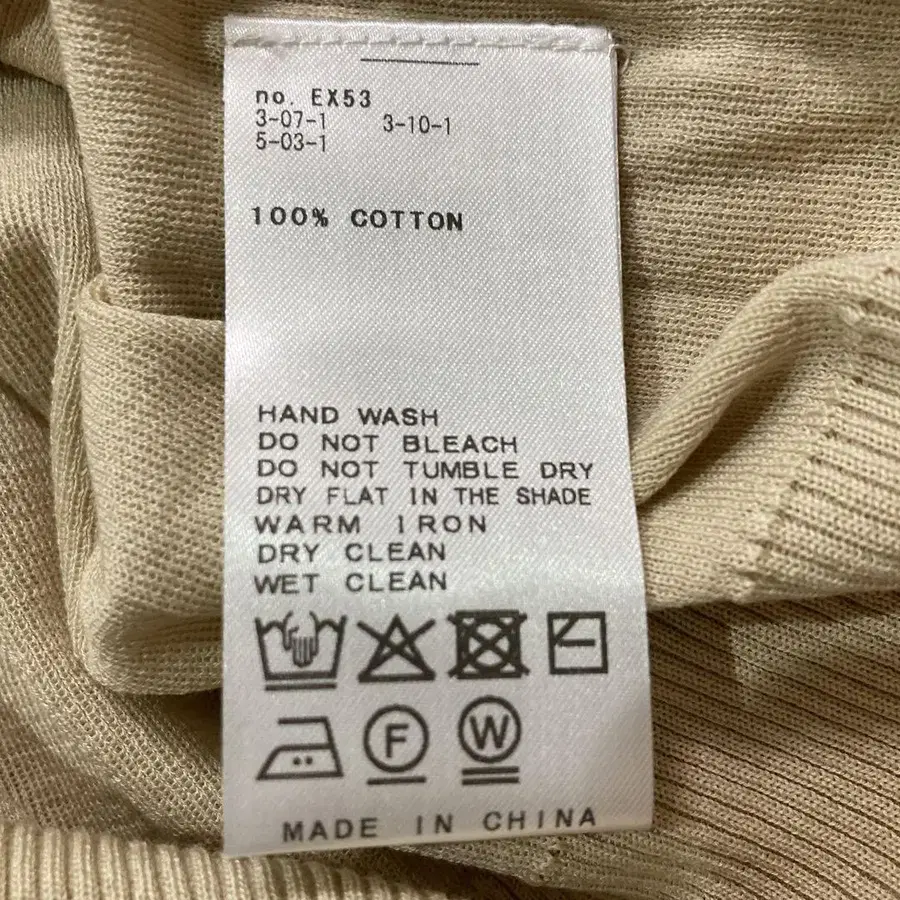 no. EX53
3-07-1 3-10-1
5-03-1
100% COTTON
HAND WASH
DO NOT BLEACH
DO NOT TUMBLE DRY
DRY FLAT IN THE SHADE
WARM IRON
DRY CLEAN
WET CLEAN
F W
MADE IN CHINA